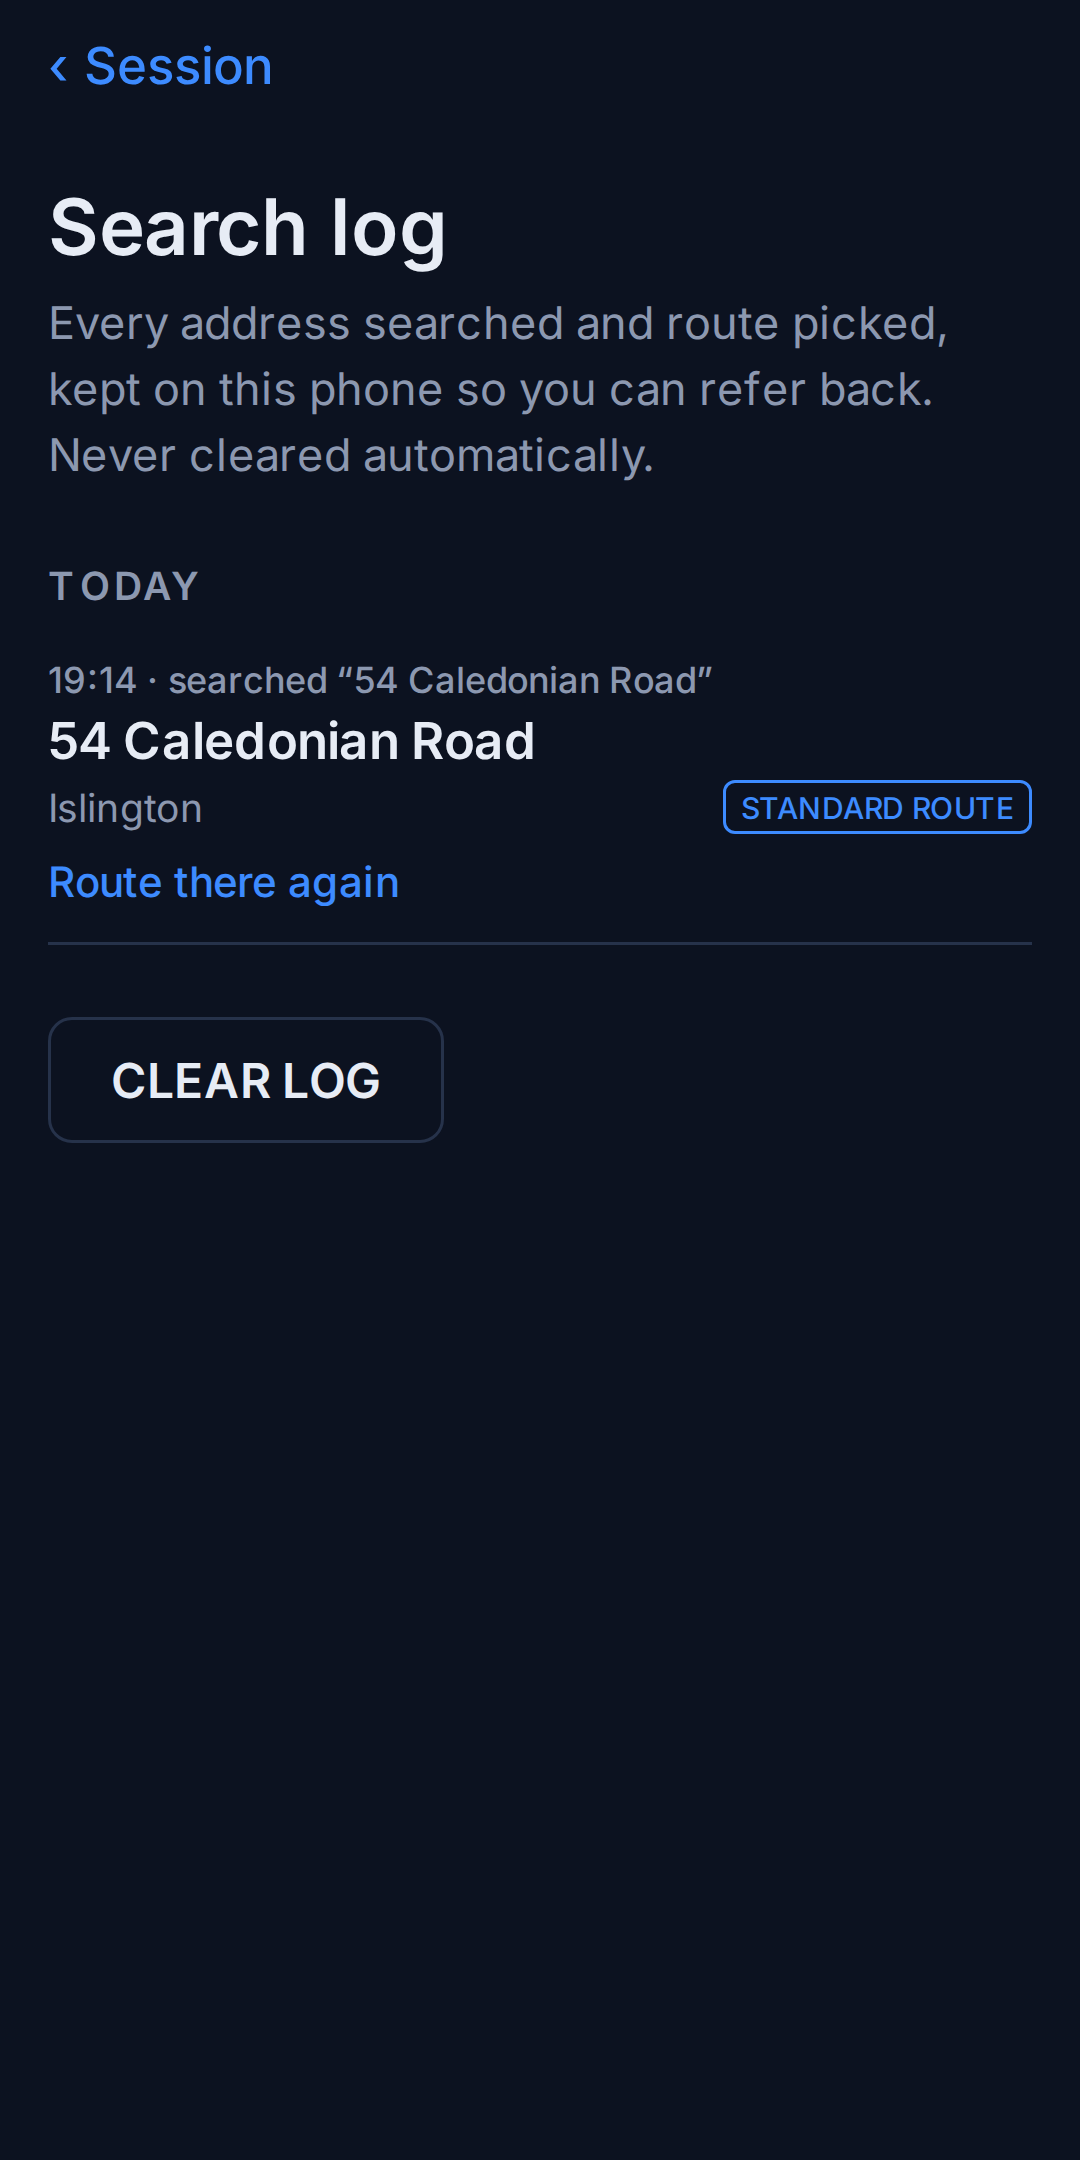 ‹ Session
Search log
Every address searched and route picked,
kept on this phone so you can refer back.
Never cleared automatically.
TODAY
19:14 · searched “54 Caledonian Road”
54 Caledonian Road
Islington
STANDARD ROUTE
Route there again
CLEAR LOG